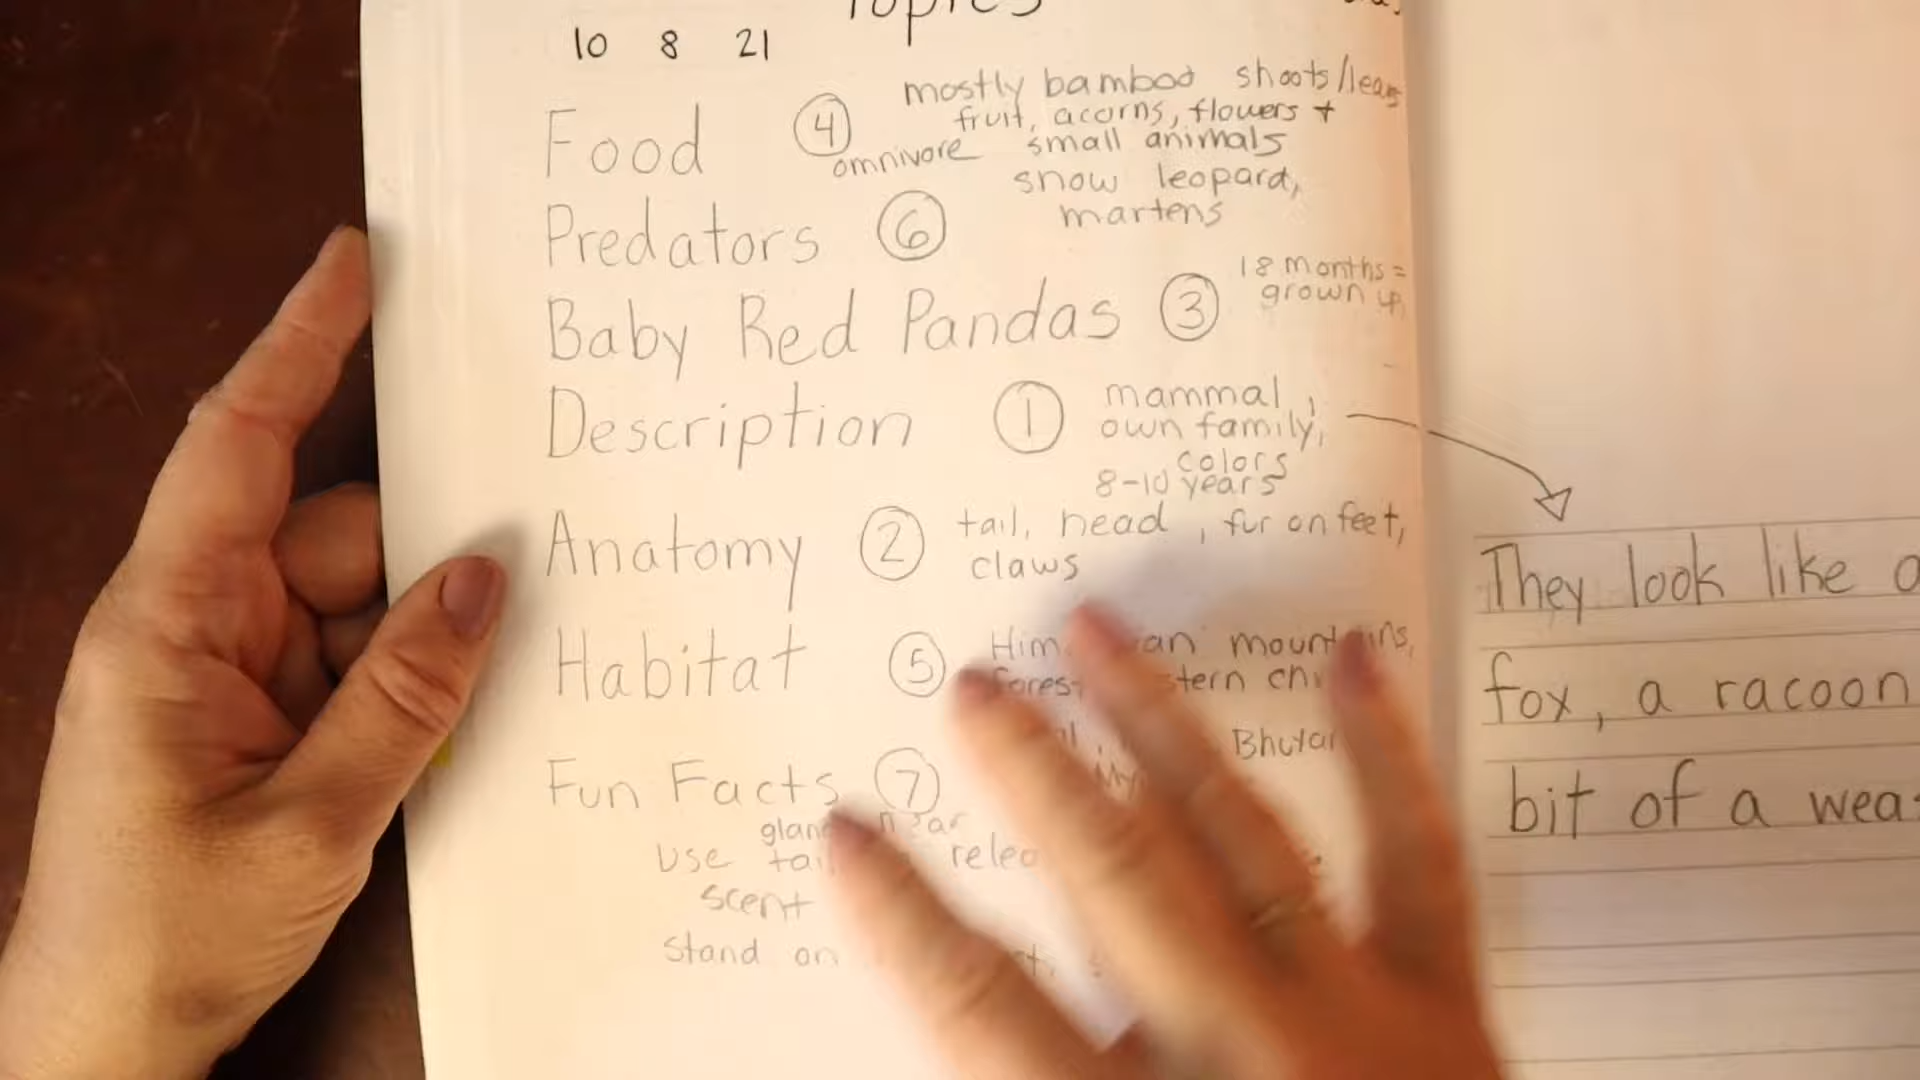 Topics
10 8 21
mostly bamboo shoots/leaves
Food ④ fruit, acorns, flowers +
omnivore small animals
Predators ⑥ snow leopard,
martens
Baby Red Pandas ③ 18 months =
grown up
Description ① mammal,
own family,
colors
8-10 years
Anatomy ② tail, head, fur on feet,
claws
Habitat ⑤ mountains,
Bhutan
Fun Facts ⑦
Use
scent
stand on
They look like a
fox, a racoon
bit of a